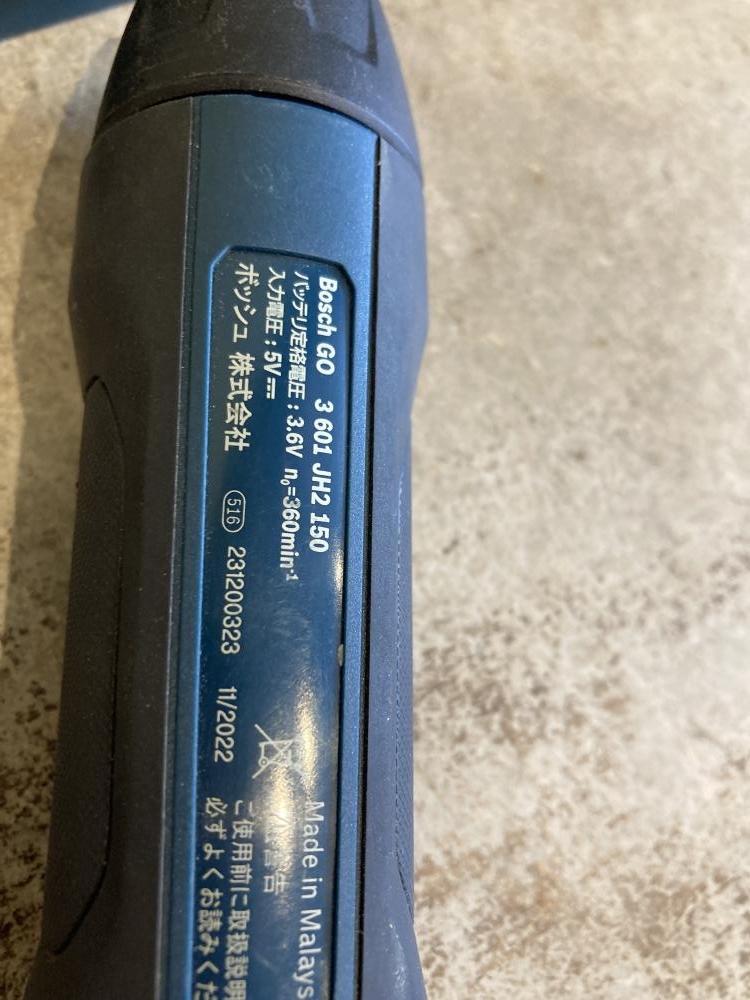 Bosch GO 3 601 JH2 150
バッテリ定格電圧：3.6V n₀=360min⁻¹
入力電圧：5V⎓
ボッシュ 株式会社
516 231200323 11/2022
Made in Malays
警告
ご使用前に取扱説明
必ずよくお読みくだ